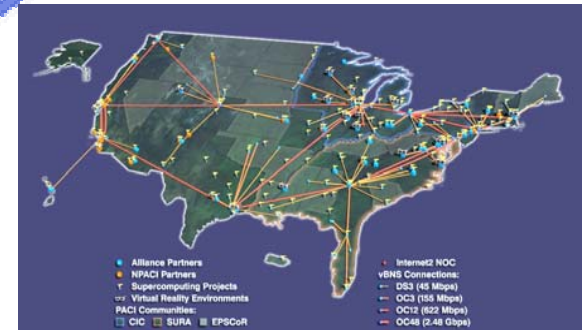 Alliance Partners
NPACI Partners
Supercomputing Projects
Virtual Reality Environments
PACI Communities:
CIC SURA EPSCoR
Internet2 NOC
vBNS Connections:
DS3 (45 Mbps)
OC3 (155 Mbps)
OC12 (622 Mbps)
OC48 (2.48 Gbps)